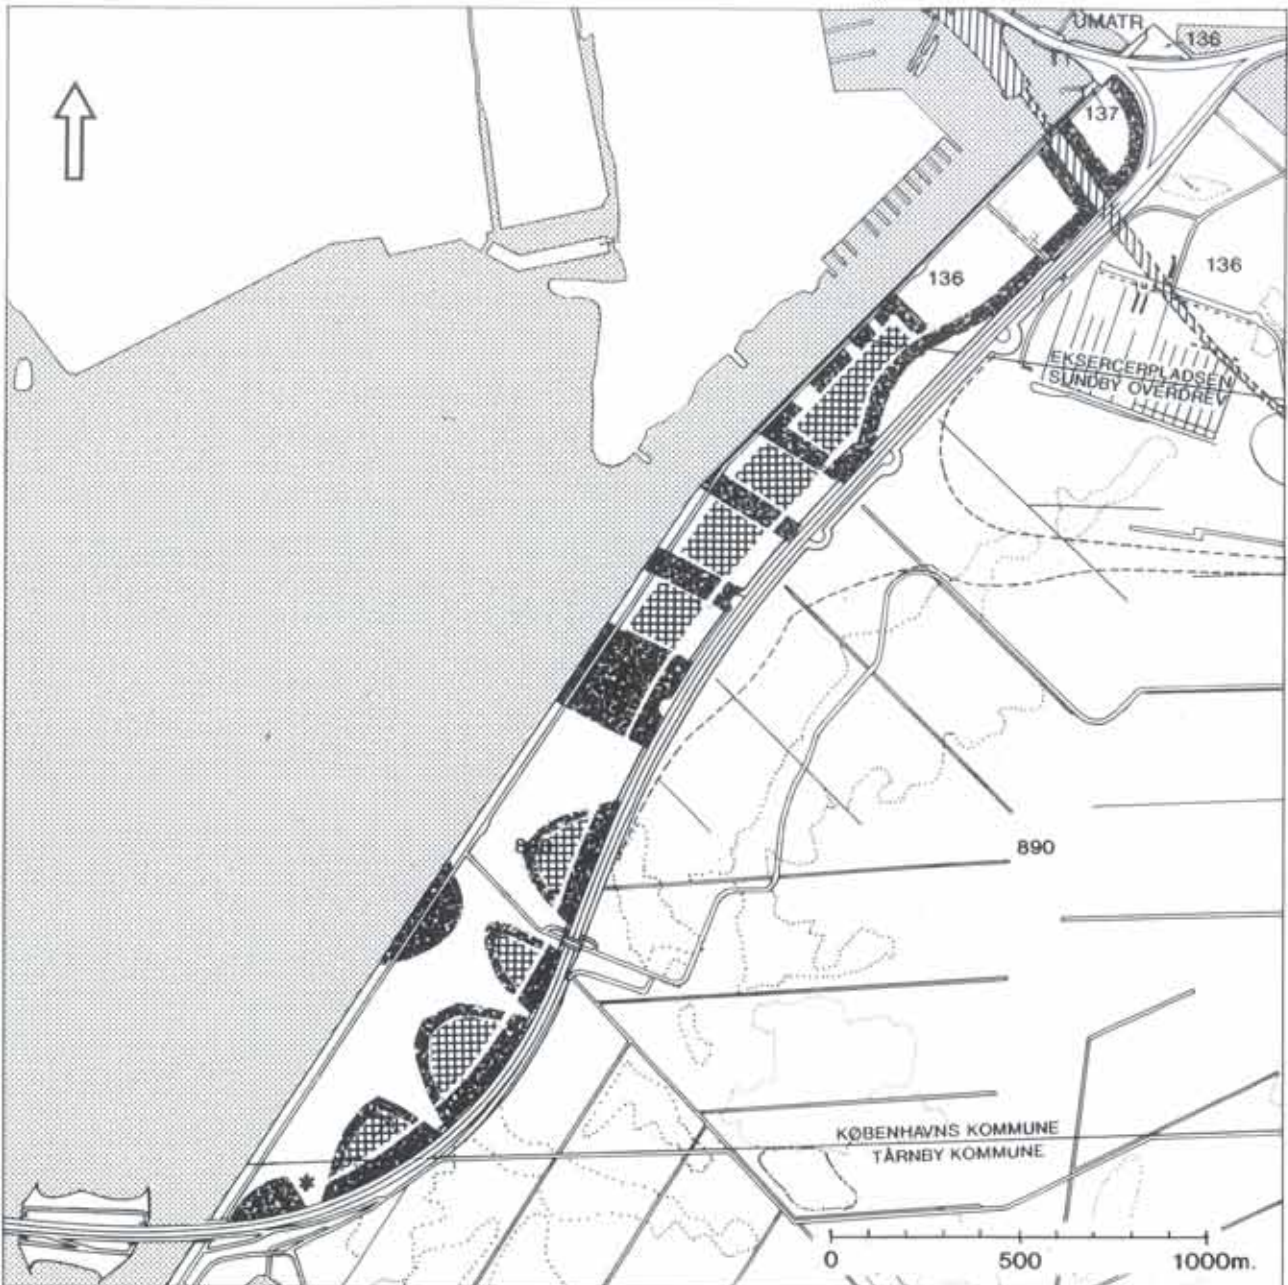 UMATR
136
137
136
136
EKSERCERPLADSEN
SUNDBY OVERDREV
890
KØBENHAVNS KOMMUNE
TÅRNBY KOMMUNE
0 500 1000m.